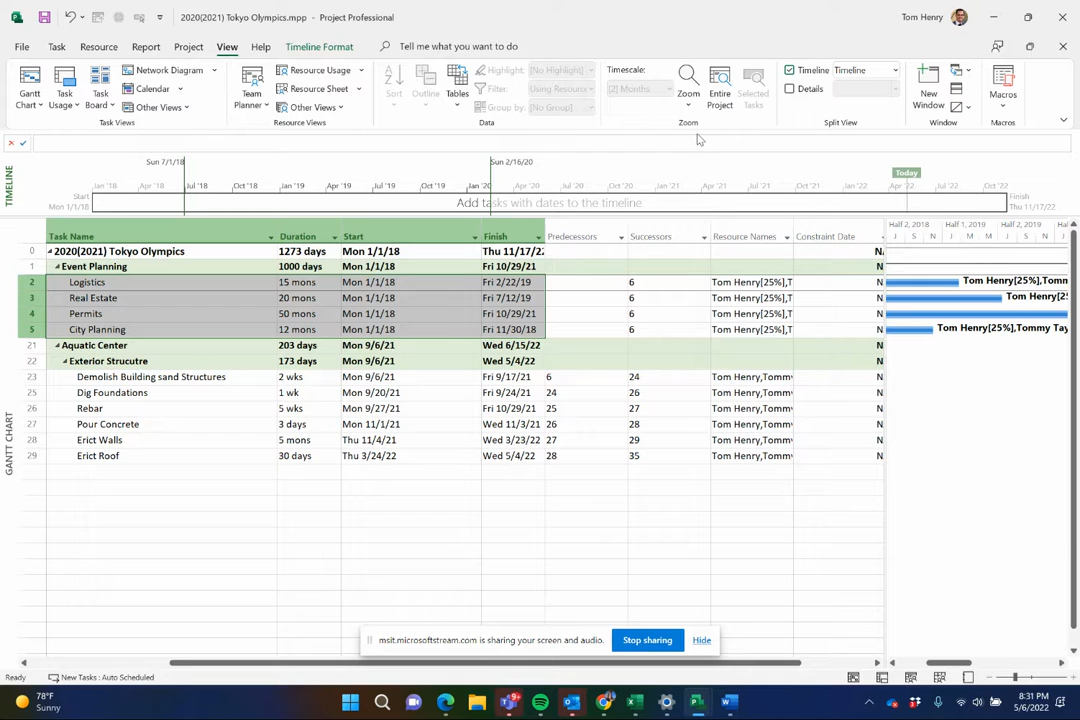 2020(2021) Tokyo Olympics.mpp - Project Professional
Tom Henry
File Task Resource Report Project View Help Timeline Format Tell me what you want to do
Gantt Chart Task Usage Task Board Network Diagram Calendar Other Views
Task Views
Team Planner Resource Usage Resource Sheet Other Views
Resource Views
Sort Outline Tables Highlight: [No Highlight] Filter: Using Resource Group by: [No Group]
Data
Timescale: [2] Months Zoom Entire Project Selected Tasks
Zoom
Timeline Timeline Details
Split View
New Window
Window
Macros
Macros
TIMELINE
Sun 7/1/18 Sun 2/16/20
Today
Jan '18 Apr '18 Jul '18 Oct '18 Jan '19 Apr '19 Jul '19 Oct '19 Jan '20 Apr '20 Jul '20 Oct '20 Jan '21 Apr '21 Jul '21 Oct '21 Jan '22 Apr '22 Jul '22 Oct '22
Start
Mon 1/1/18
Add tasks with dates to the timeline
Finish
Thu 11/17/22
GANTT CHART
Task Name Duration Start Finish Predecessors Successors Resource Names Constraint Date
Half 2, 2018 Half 1, 2019 Half 2, 2019
J S N J M M J S N J
0 2020(2021) Tokyo Olympics 1273 days Mon 1/1/18 Thu 11/17/22 NA
1 Event Planning 1000 days Mon 1/1/18 Fri 10/29/21 N
2 Logistics 15 mons Mon 1/1/18 Fri 2/22/19 6 Tom Henry[25%],T N Tom Henry[25%],Tomm
3 Real Estate 20 mons Mon 1/1/18 Fri 7/12/19 6 Tom Henry[25%],T N Tom Henr
4 Permits 50 mons Mon 1/1/18 Fri 10/29/21 6 Tom Henry[25%],T N
5 City Planning 12 mons Mon 1/1/18 Fri 11/30/18 6 Tom Henry[25%],T N Tom Henry[25%],Tommy Tay
21 Aquatic Center 203 days Mon 9/6/21 Wed 6/15/22 N
22 Exterior Strucutre 173 days Mon 9/6/21 Wed 5/4/22 N
23 Demolish Building sand Structures 2 wks Mon 9/6/21 Fri 9/17/21 6 24 Tom Henry,Tommy N
25 Dig Foundations 1 wk Mon 9/20/21 Fri 9/24/21 24 26 Tom Henry,Tommy N
26 Rebar 5 wks Mon 9/27/21 Fri 10/29/21 25 27 Tom Henry,Tommy N
27 Pour Concrete 3 days Mon 11/1/21 Wed 11/3/21 26 28 Tom Henry,Tommy N
28 Erict Walls 5 mons Thu 11/4/21 Wed 3/23/22 27 29 Tom Henry,Tommy N
29 Erict Roof 30 days Thu 3/24/22 Wed 5/4/22 28 35 Tom Henry,Tommy N
msit.microsoftstream.com is sharing your screen and audio. Stop sharing Hide
Ready New Tasks : Auto Scheduled
78°F
Sunny
8:31 PM
5/6/2022